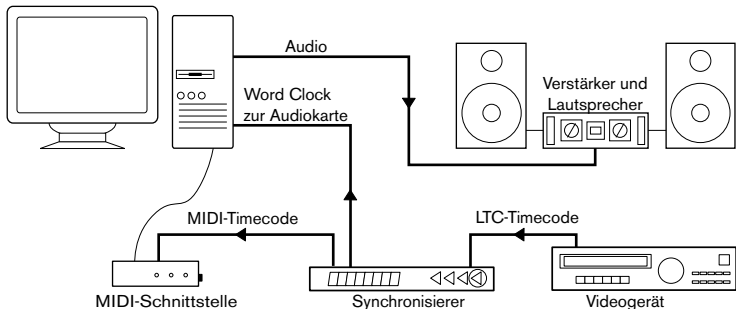 Audio
Word Clock
zur Audiokarte
Verstärker und
Lautsprecher
MIDI-Timecode
LTC-Timecode
MIDI-Schnittstelle
Synchronisierer
Videogerät